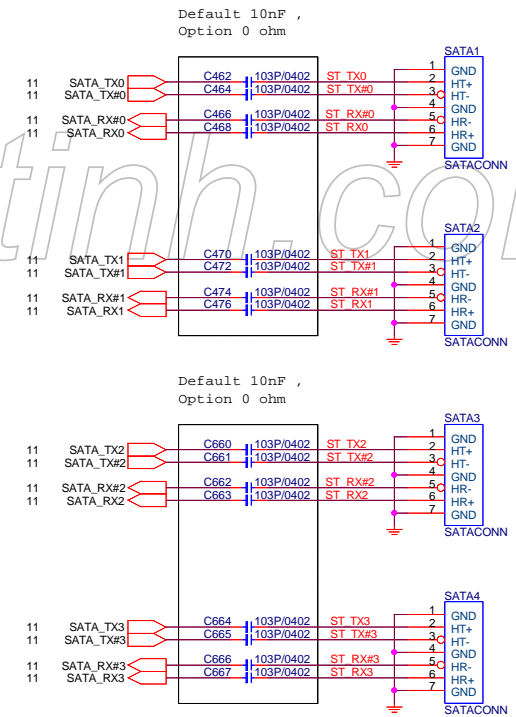 Default 10nF ,
Option 0 ohm
SATA1
11 SATA_TX0 C462 103P/0402 ST_TX0
11 SATA_TX#0 C464 103P/0402 ST_TX#0
11 SATA_RX#0 C466 103P/0402 ST_RX#0
11 SATA_RX0 C468 103P/0402 ST_RX0
1 GND
2 HT+
3 HT-
4 GND
5 HR-
6 HR+
7 GND
SATACONN
tinh.co
SATA2
11 SATA_TX1 C470 103P/0402 ST_TX1
11 SATA_TX#1 C472 103P/0402 ST_TX#1
11 SATA_RX#1 C474 103P/0402 ST_RX#1
11 SATA_RX1 C476 103P/0402 ST_RX1
1 GND
2 HT+
3 HT-
4 GND
5 HR-
6 HR+
7 GND
SATACONN
Default 10nF ,
Option 0 ohm
SATA3
11 SATA_TX2 C660 103P/0402 ST_TX2
11 SATA_TX#2 C661 103P/0402 ST_TX#2
11 SATA_RX#2 C662 103P/0402 ST_RX#2
11 SATA_RX2 C663 103P/0402 ST_RX2
1 GND
2 HT+
3 HT-
4 GND
5 HR-
6 HR+
7 GND
SATACONN
SATA4
11 SATA_TX3 C664 103P/0402 ST_TX3
11 SATA_TX#3 C665 103P/0402 ST_TX#3
11 SATA_RX#3 C666 103P/0402 ST_RX#3
11 SATA_RX3 C667 103P/0402 ST_RX3
1 GND
2 HT+
3 HT-
4 GND
5 HR-
6 HR+
7 GND
SATACONN